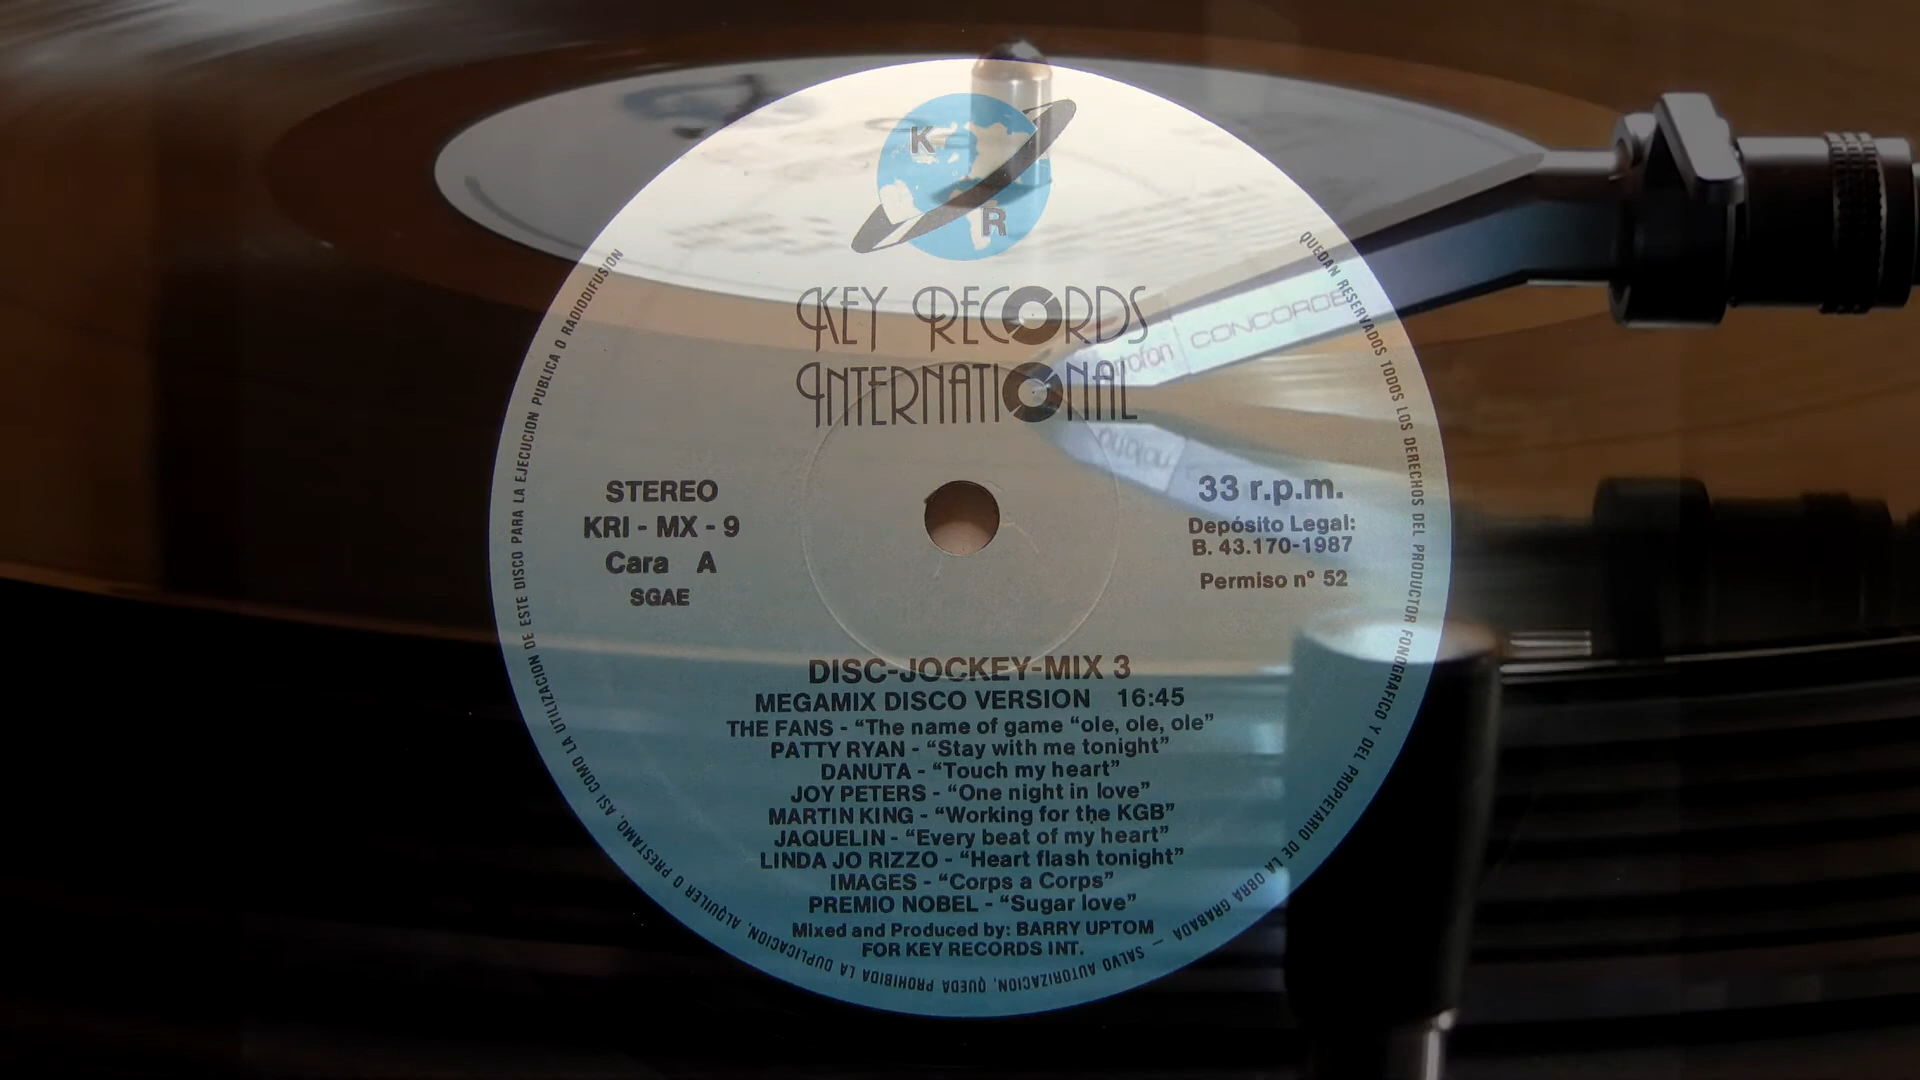 K
R
KEY RECORDS
INTERNATIONAL
CONCORDE
ortofon
STEREO
KRI - MX - 9
Cara A
SGAE
33 r.p.m.
Depósito Legal:
B. 43.170-1987
Permiso nº 52
DISC-JOCKEY-MIX 3
MEGAMIX DISCO VERSION 16:45
THE FANS - “The name of game “ole, ole, ole”
PATTY RYAN - “Stay with me tonight”
DANUTA - “Touch my heart”
JOY PETERS - “One night in love”
MARTIN KING - “Working for the KGB”
JAQUELIN - “Every beat of my heart”
LINDA JO RIZZO - “Heart flash tonight”
IMAGES - “Corps a Corps”
PREMIO NOBEL - “Sugar love”
Mixed and Produced by: BARRY UPTOM
FOR KEY RECORDS INT.
QUEDAN RESERVADOS TODOS LOS DERECHOS DEL PRODUCTOR FONOGRAFICO Y DEL PROPIETARIO DE LA OBRA GRABADA — SALVO AUTORIZACION, QUEDA PROHIBIDA LA DUPLICACION, ALQUILER O PRESTAMO, ASI COMO LA UTILIZACION DE ESTE DISCO PARA LA EJECUCION PUBLICA O RADIODIFUSION